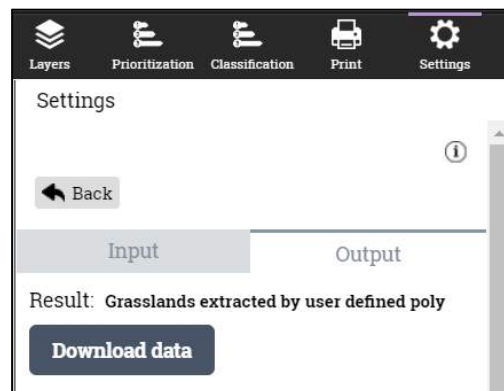 Layers Prioritization Classification Print Settings
Settings
Back
Input Output
Result: Grasslands extracted by user defined poly
Download data